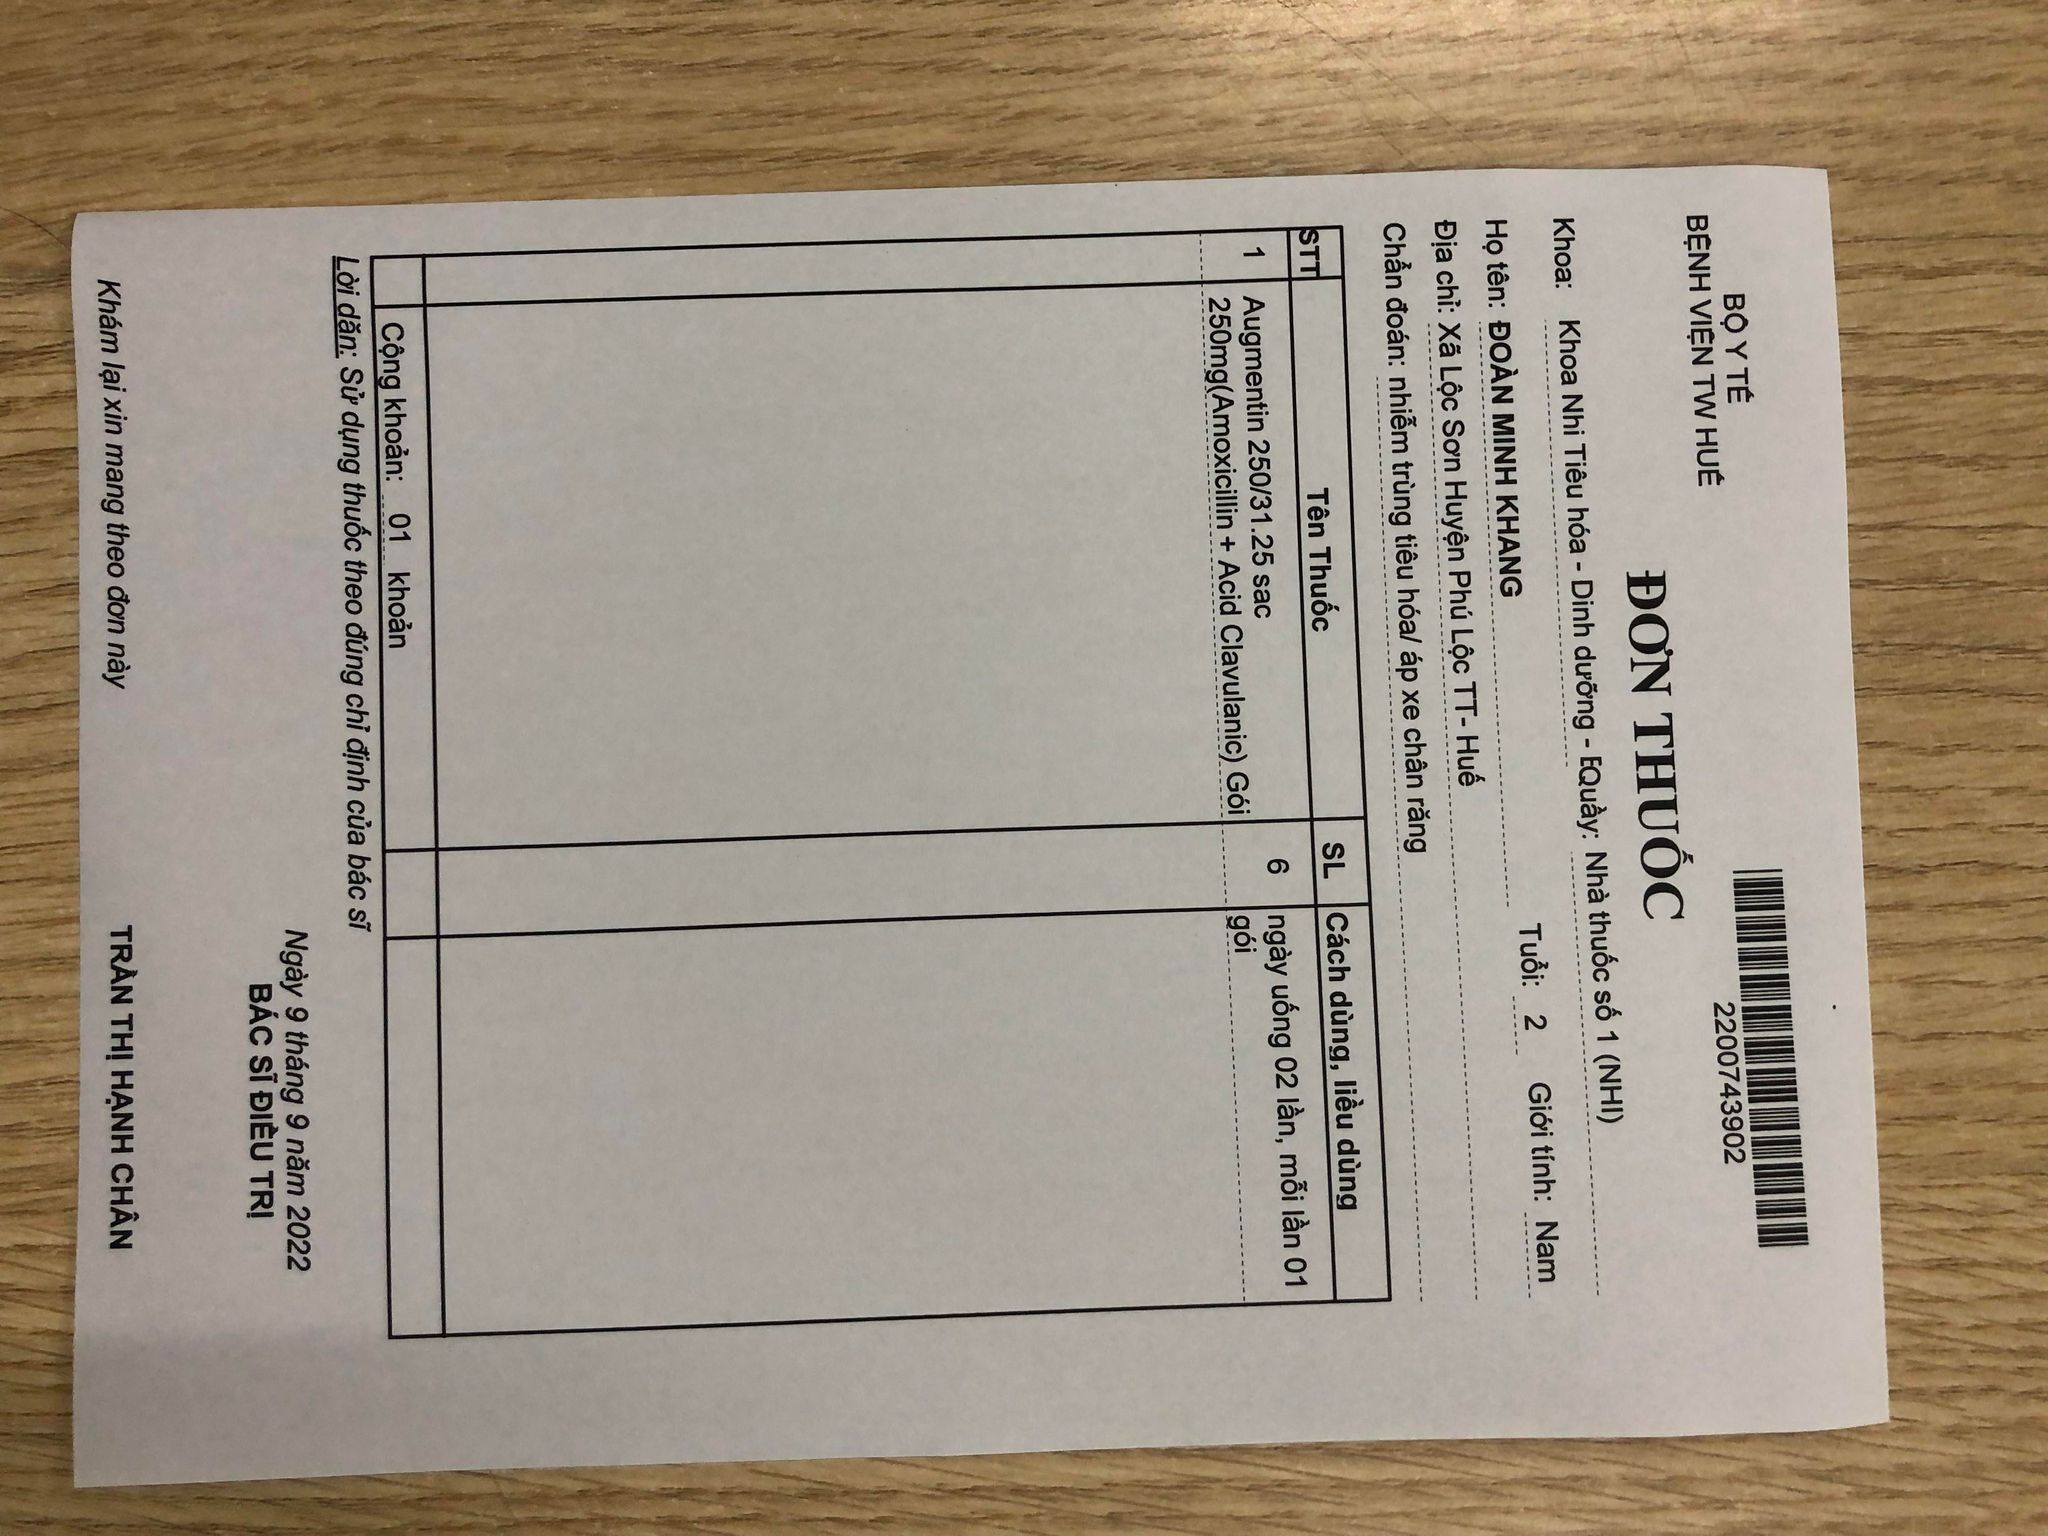 BỘ Y TẾ
BỆNH VIỆN TW HUẾ
2200743902
ĐƠN THUỐC
Khoa: Khoa Nhi Tiêu hóa - Dinh dưỡng - EQuầy: Nhà thuốc số 1 (NHI)
Họ tên: ĐOÀN MINH KHANG Tuổi: 2 Giới tính: Nam
Địa chỉ: Xã Lộc Sơn Huyện Phú Lộc TT- Huế
Chẩn đoán: nhiễm trùng tiêu hóa/ áp xe chân răng
STT Tên Thuốc SL Cách dùng, liều dùng
1 Augmentin 250/31.25 sac 6 ngày uống 02 lần, mỗi lần 01
250mg(Amoxicillin + Acid Clavulanic) Gói gói
Cộng khoản: 01 khoản
Lời dặn: Sử dụng thuốc theo đúng chỉ định của bác sĩ
Ngày 9 tháng 9 năm 2022
BÁC SĨ ĐIỀU TRỊ
Khám lại xin mang theo đơn này TRẦN THỊ HẠNH CHÂN